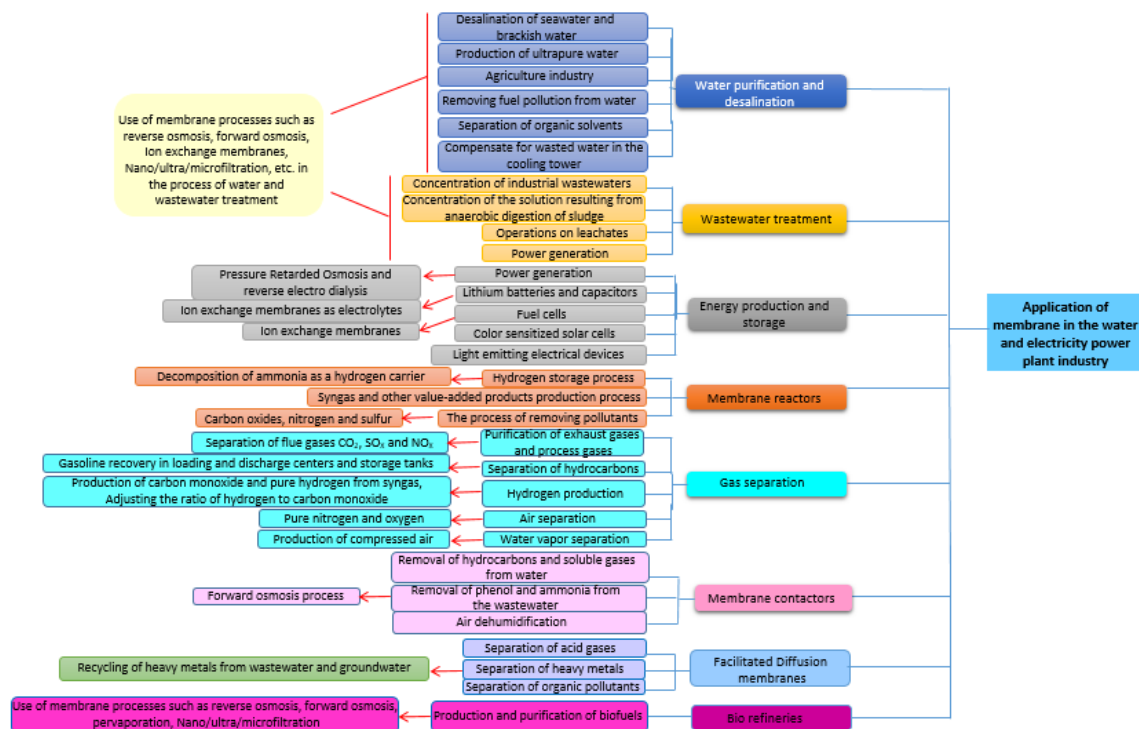 Desalination of seawater and
brackish water
Production of ultrapure water
Agriculture industry
Removing fuel pollution from water
Separation of organic solvents
Compensate for wasted water in the
cooling tower
Water purification and
desalination
Use of membrane processes such as
reverse osmosis, forward osmosis,
Ion exchange membranes,
Nano/ultra/microfiltration, etc. in
the process of water and
wastewater treatment
Concentration of industrial wastewaters
Concentration of the solution resulting from
anaerobic digestion of sludge
Operations on leachates
Power generation
Wastewater treatment
Pressure Retarded Osmosis and
reverse electro dialysis
Ion exchange membranes as electrolytes
Ion exchange membranes
Power generation
Lithium batteries and capacitors
Fuel cells
Color sensitized solar cells
Light emitting electrical devices
Energy production and
storage
Application of
membrane in the water
and electricity power
plant industry
Decomposition of ammonia as a hydrogen carrier
Hydrogen storage process
Syngas and other value-added products production process
Carbon oxides, nitrogen and sulfur
The process of removing pollutants
Membrane reactors
Separation of flue gases CO₂, SOₓ and NOₓ
Purification of exhaust gases
and process gases
Gasoline recovery in loading and discharge centers and storage tanks
Separation of hydrocarbons
Production of carbon monoxide and pure hydrogen from syngas,
Adjusting the ratio of hydrogen to carbon monoxide
Hydrogen production
Pure nitrogen and oxygen
Air separation
Production of compressed air
Water vapor separation
Gas separation
Removal of hydrocarbons and soluble gases
from water
Forward osmosis process
Removal of phenol and ammonia from
the wastewater
Air dehumidification
Membrane contactors
Separation of acid gases
Recycling of heavy metals from wastewater and groundwater
Separation of heavy metals
Separation of organic pollutants
Facilitated Diffusion
membranes
Use of membrane processes such as reverse osmosis, forward osmosis,
pervaporation, Nano/ultra/microfiltration
Production and purification of biofuels
Bio refineries